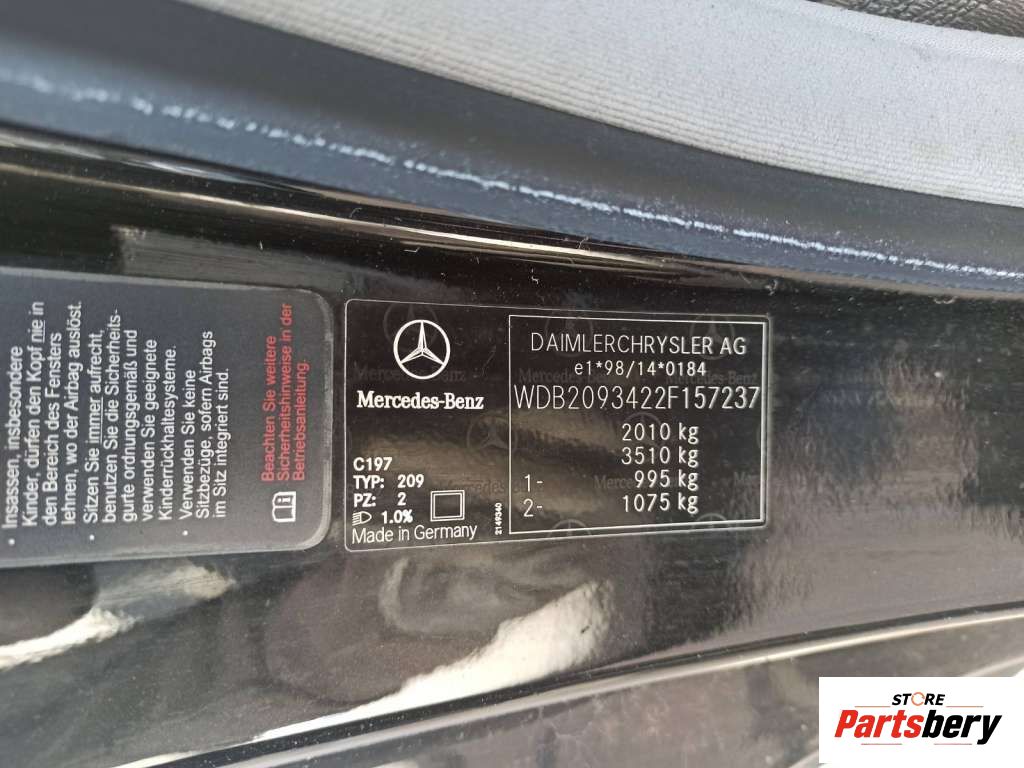 Insassen, insbesondere
Kinder, dürfen den Kopf nie in
den Bereich des Fensters
lehnen, wo der Airbag auslöst.
• Sitzen Sie immer aufrecht,
benutzen Sie die Sicherheits-
gurte ordnungsgemäß und
verwenden Sie geeignete
Kinderrückhaltesysteme.
• Verwenden Sie keine
Sitzbezüge, sofern Airbags
im Sitz integriert sind.
Beachten Sie weitere
Sicherheitshinweise in der
Betriebsanleitung.
Mercedes-Benz
C197
TYP: 209
PZ: 2
1.0%
Made in Germany
2149340
DAIMLERCHRYSLER AG
e1*98/14*0184
WDB2093422F157237
2010 kg
3510 kg
1- 995 kg
2- 1075 kg
STORE
Partsbery